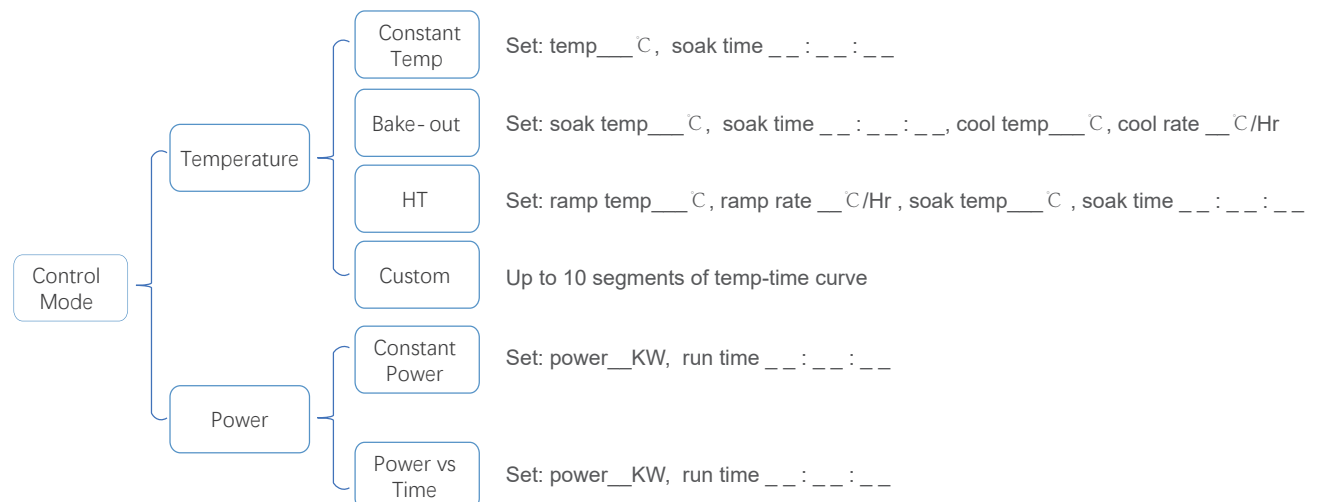 Constant
Temp
Set: temp___℃, soak time _ _ : _ _ : _ _
Bake- out
Set: soak temp___℃, soak time _ _ : _ _ : _ _, cool temp___℃, cool rate __℃/Hr
Temperature
HT
Set: ramp temp___℃, ramp rate __℃/Hr , soak temp___℃ , soak time _ _ : _ _ : _ _
Custom
Up to 10 segments of temp-time curve
Control
Mode
Constant
Power
Set: power__KW, run time _ _ : _ _ : _ _
Power
Power vs
Time
Set: power__KW, run time _ _ : _ _ : _ _